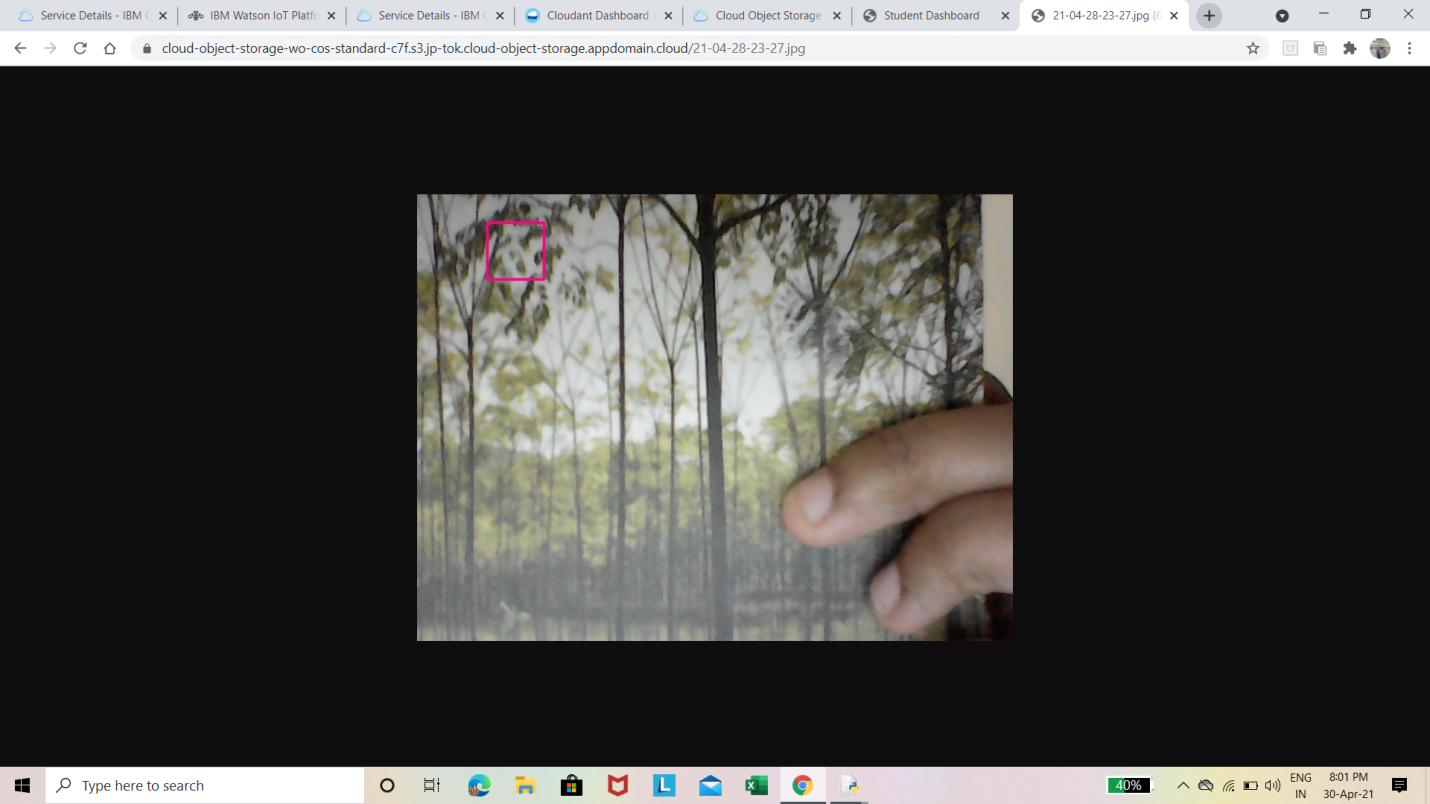 Service Details - IBM C
IBM Watson IoT Platfo
Service Details - IBM C
Cloudant Dashboard
Cloud Object Storage
Student Dashboard
21-04-28-23-27.jpg (6
cloud-object-storage-wo-cos-standard-c7f.s3.jp-tok.cloud-object-storage.appdomain.cloud/21-04-28-23-27.jpg
Type here to search
L
40%
ENG
IN
8:01 PM
30-Apr-21